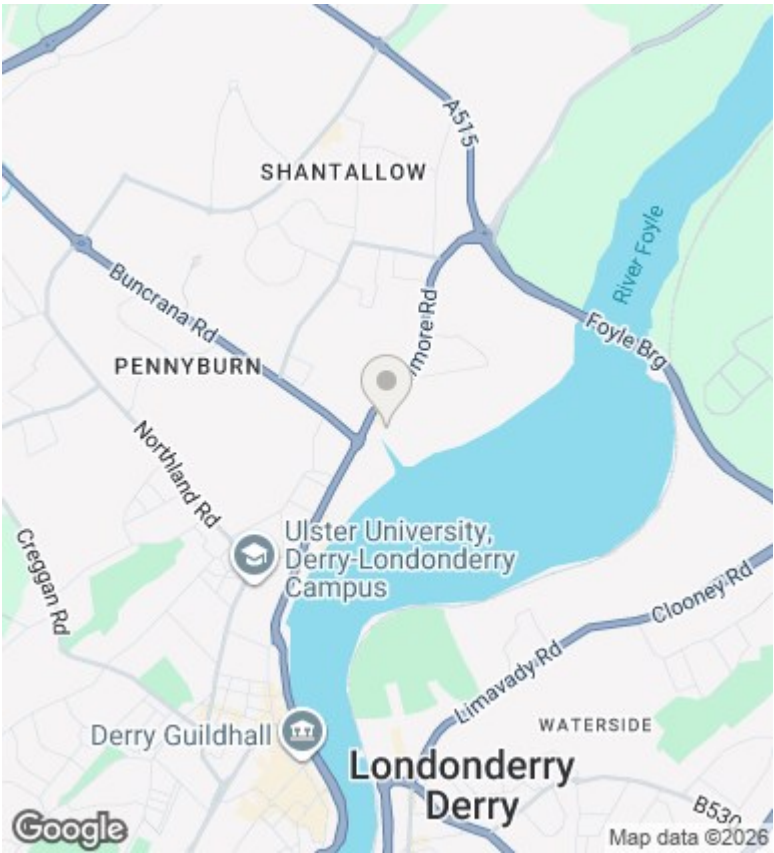 A515
SHANTALLOW
River Foyle
Buncrana Rd
more Rd
Foyle Brg
PENNYBURN
Northland Rd
Ulster University,
Derry-Londonderry
Campus
Creggan Rd
Clooney Rd
Limavady Rd
WATERSIDE
Derry Guildhall
Londonderry
Derry
B530
Google
Map data ©2026